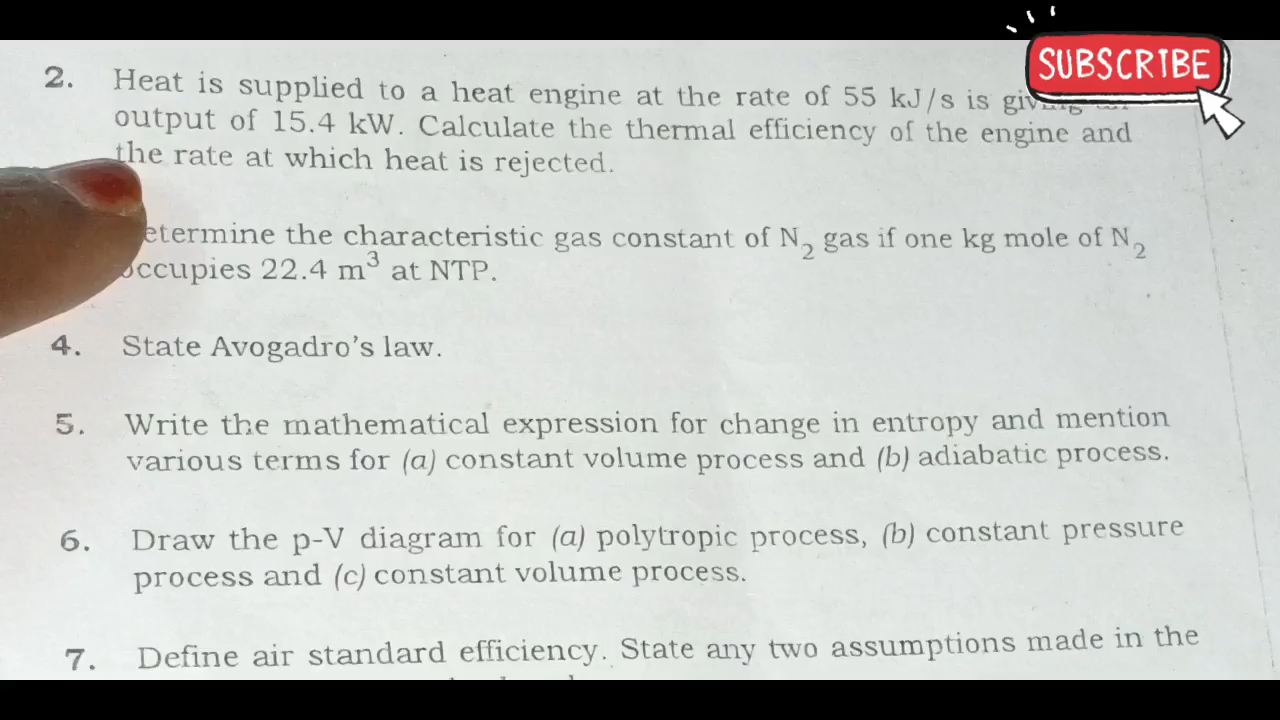 SUBSCRIBE
2. Heat is supplied to a heat engine at the rate of 55 kJ/s is
output of 15.4 kW. Calculate the thermal efficiency of the engine and
the rate at which heat is rejected.
etermine the characteristic gas constant of N₂ gas if one kg mole of N₂
occupies 22.4 m³ at NTP.
4. State Avogadro's law.
5. Write the mathematical expression for change in entropy and mention
various terms for (a) constant volume process and (b) adiabatic process.
6. Draw the p-V diagram for (a) polytropic process, (b) constant pressure
process and (c) constant volume process.
7. Define air standard efficiency. State any two assumptions made in the